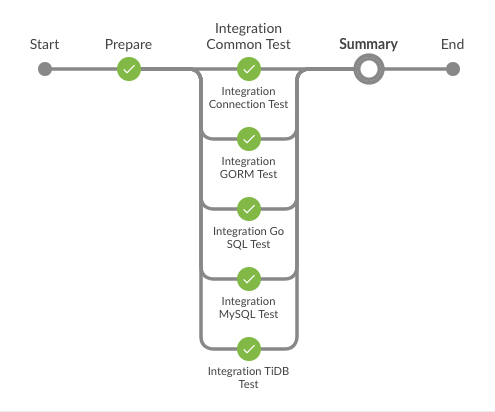 Start
Prepare
Integration
Common Test
Summary
End
Integration
Connection Test
Integration
GORM Test
Integration Go
SQL Test
Integration
MySQL Test
Integration TiDB
Test